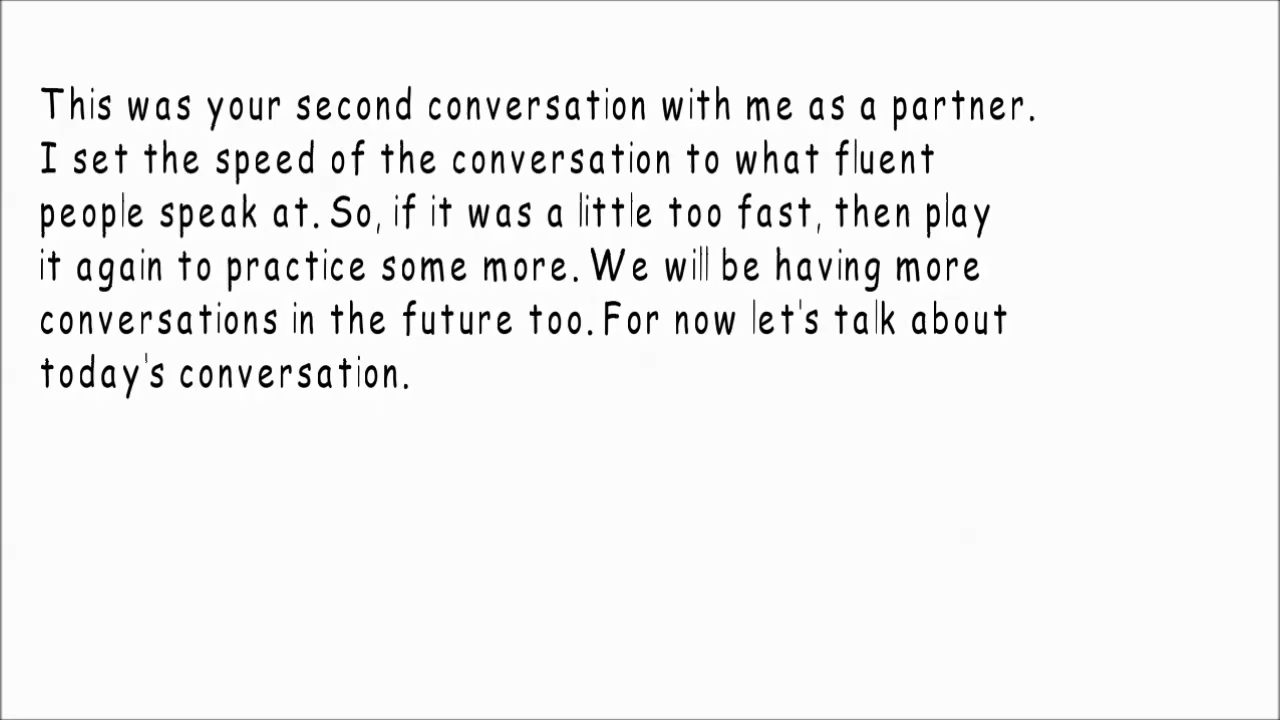 This was your second conversation with me as a partner.
I set the speed of the conversation to what fluent
people speak at. So, if it was a little too fast, then play
it again to practice some more. We will be having more
conversations in the future too. For now let's talk about
today's conversation.